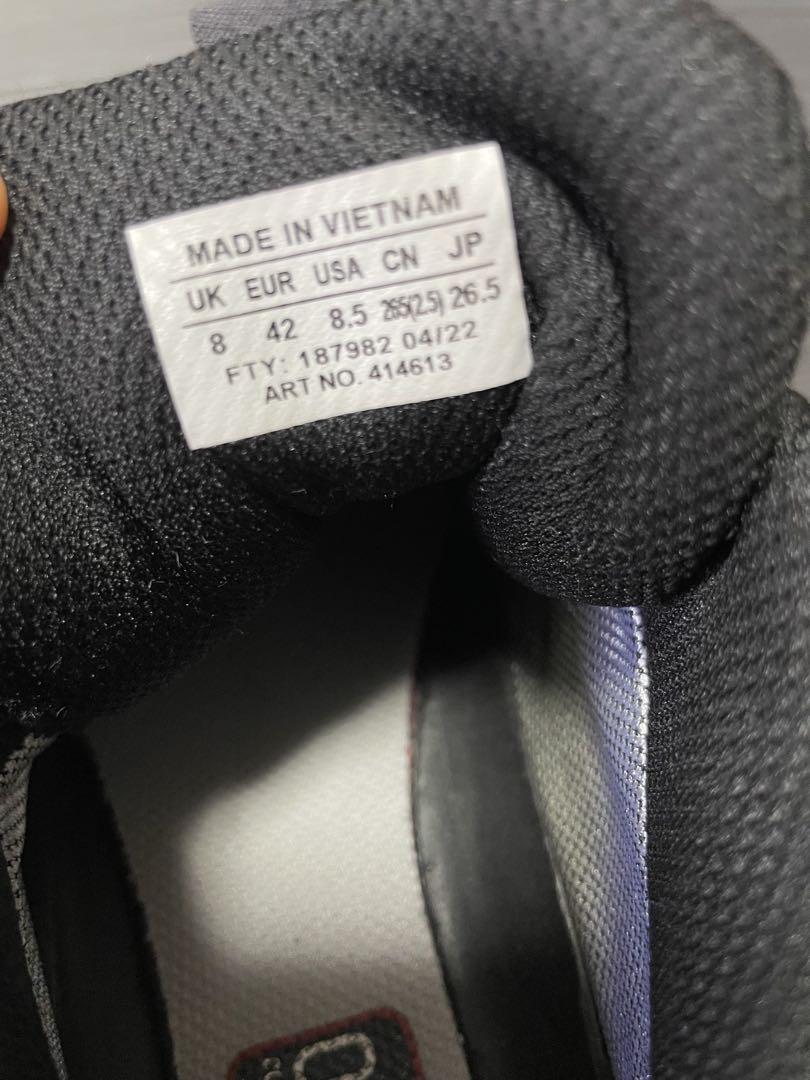 MADE IN VIETNAM
UK EUR USA CN JP
8 42 8.5 265(2.5) 26.5
FTY: 187982 04/22
ART NO. 414613